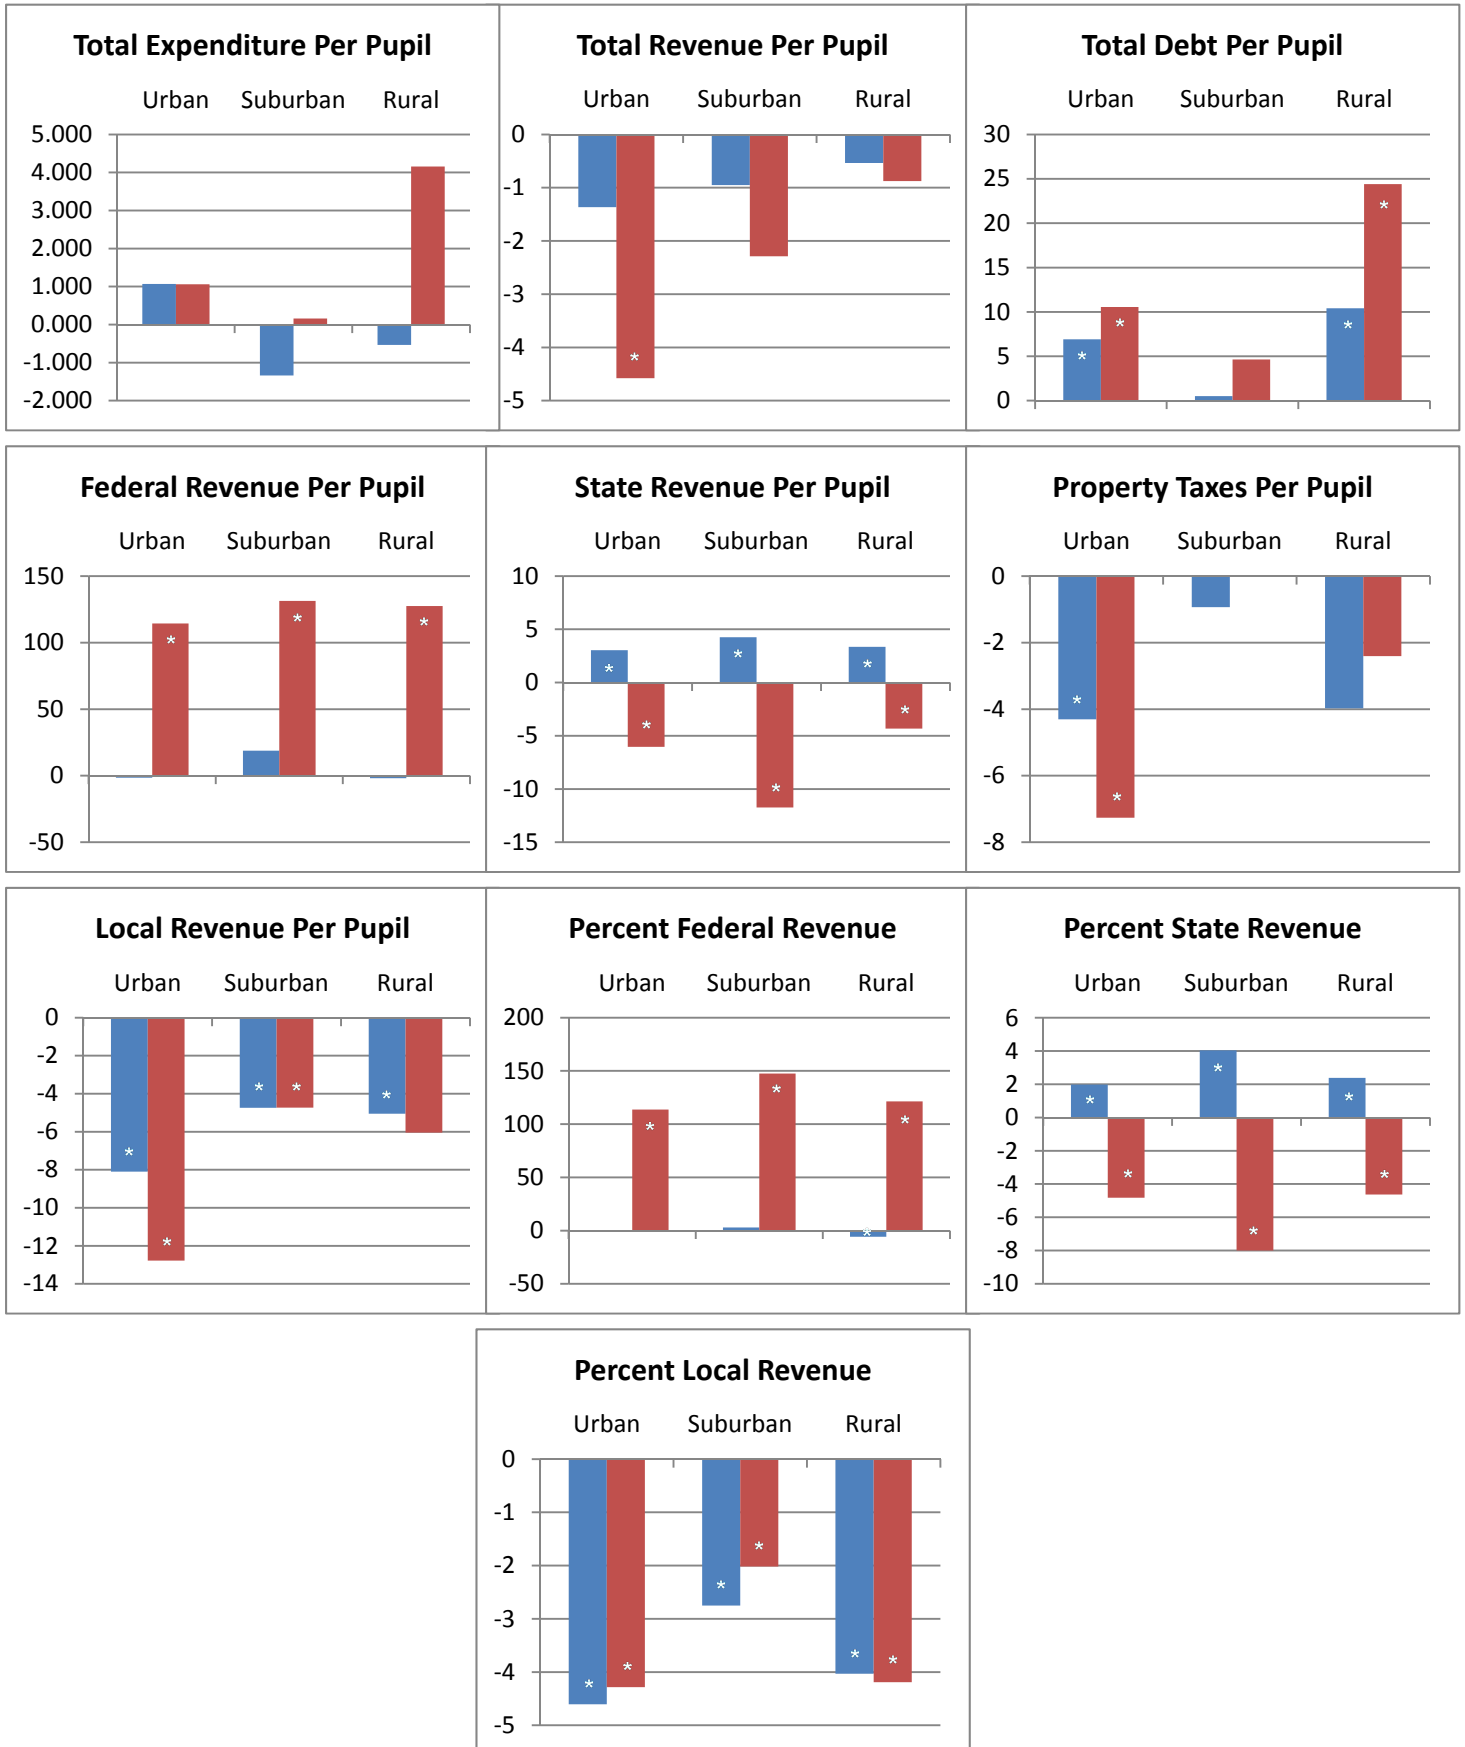 Total Expenditure Per Pupil
Urban Suburban Rural
5.000
4.000
3.000
2.000
1.000
0.000
-1.000
-2.000
Total Revenue Per Pupil
Urban Suburban Rural
0
-1
-2
-3
-4
-5
*
Total Debt Per Pupil
Urban Suburban Rural
30
25
20
15
10
5
0
* * * *
Federal Revenue Per Pupil
Urban Suburban Rural
150
100
50
0
-50
* * *
State Revenue Per Pupil
Urban Suburban Rural
10
5
0
-5
-10
-15
* * * * * *
Property Taxes Per Pupil
Urban Suburban Rural
0
-2
-4
-6
-8
* *
Local Revenue Per Pupil
Urban Suburban Rural
0
-2
-4
-6
-8
-10
-12
-14
* * * * *
Percent Federal Revenue
Urban Suburban Rural
200
150
100
50
0
-50
* * * *
Percent State Revenue
Urban Suburban Rural
6
4
2
0
-2
-4
-6
-8
-10
* * * * * *
Percent Local Revenue
Urban Suburban Rural
0
-1
-2
-3
-4
-5
* * * * * *